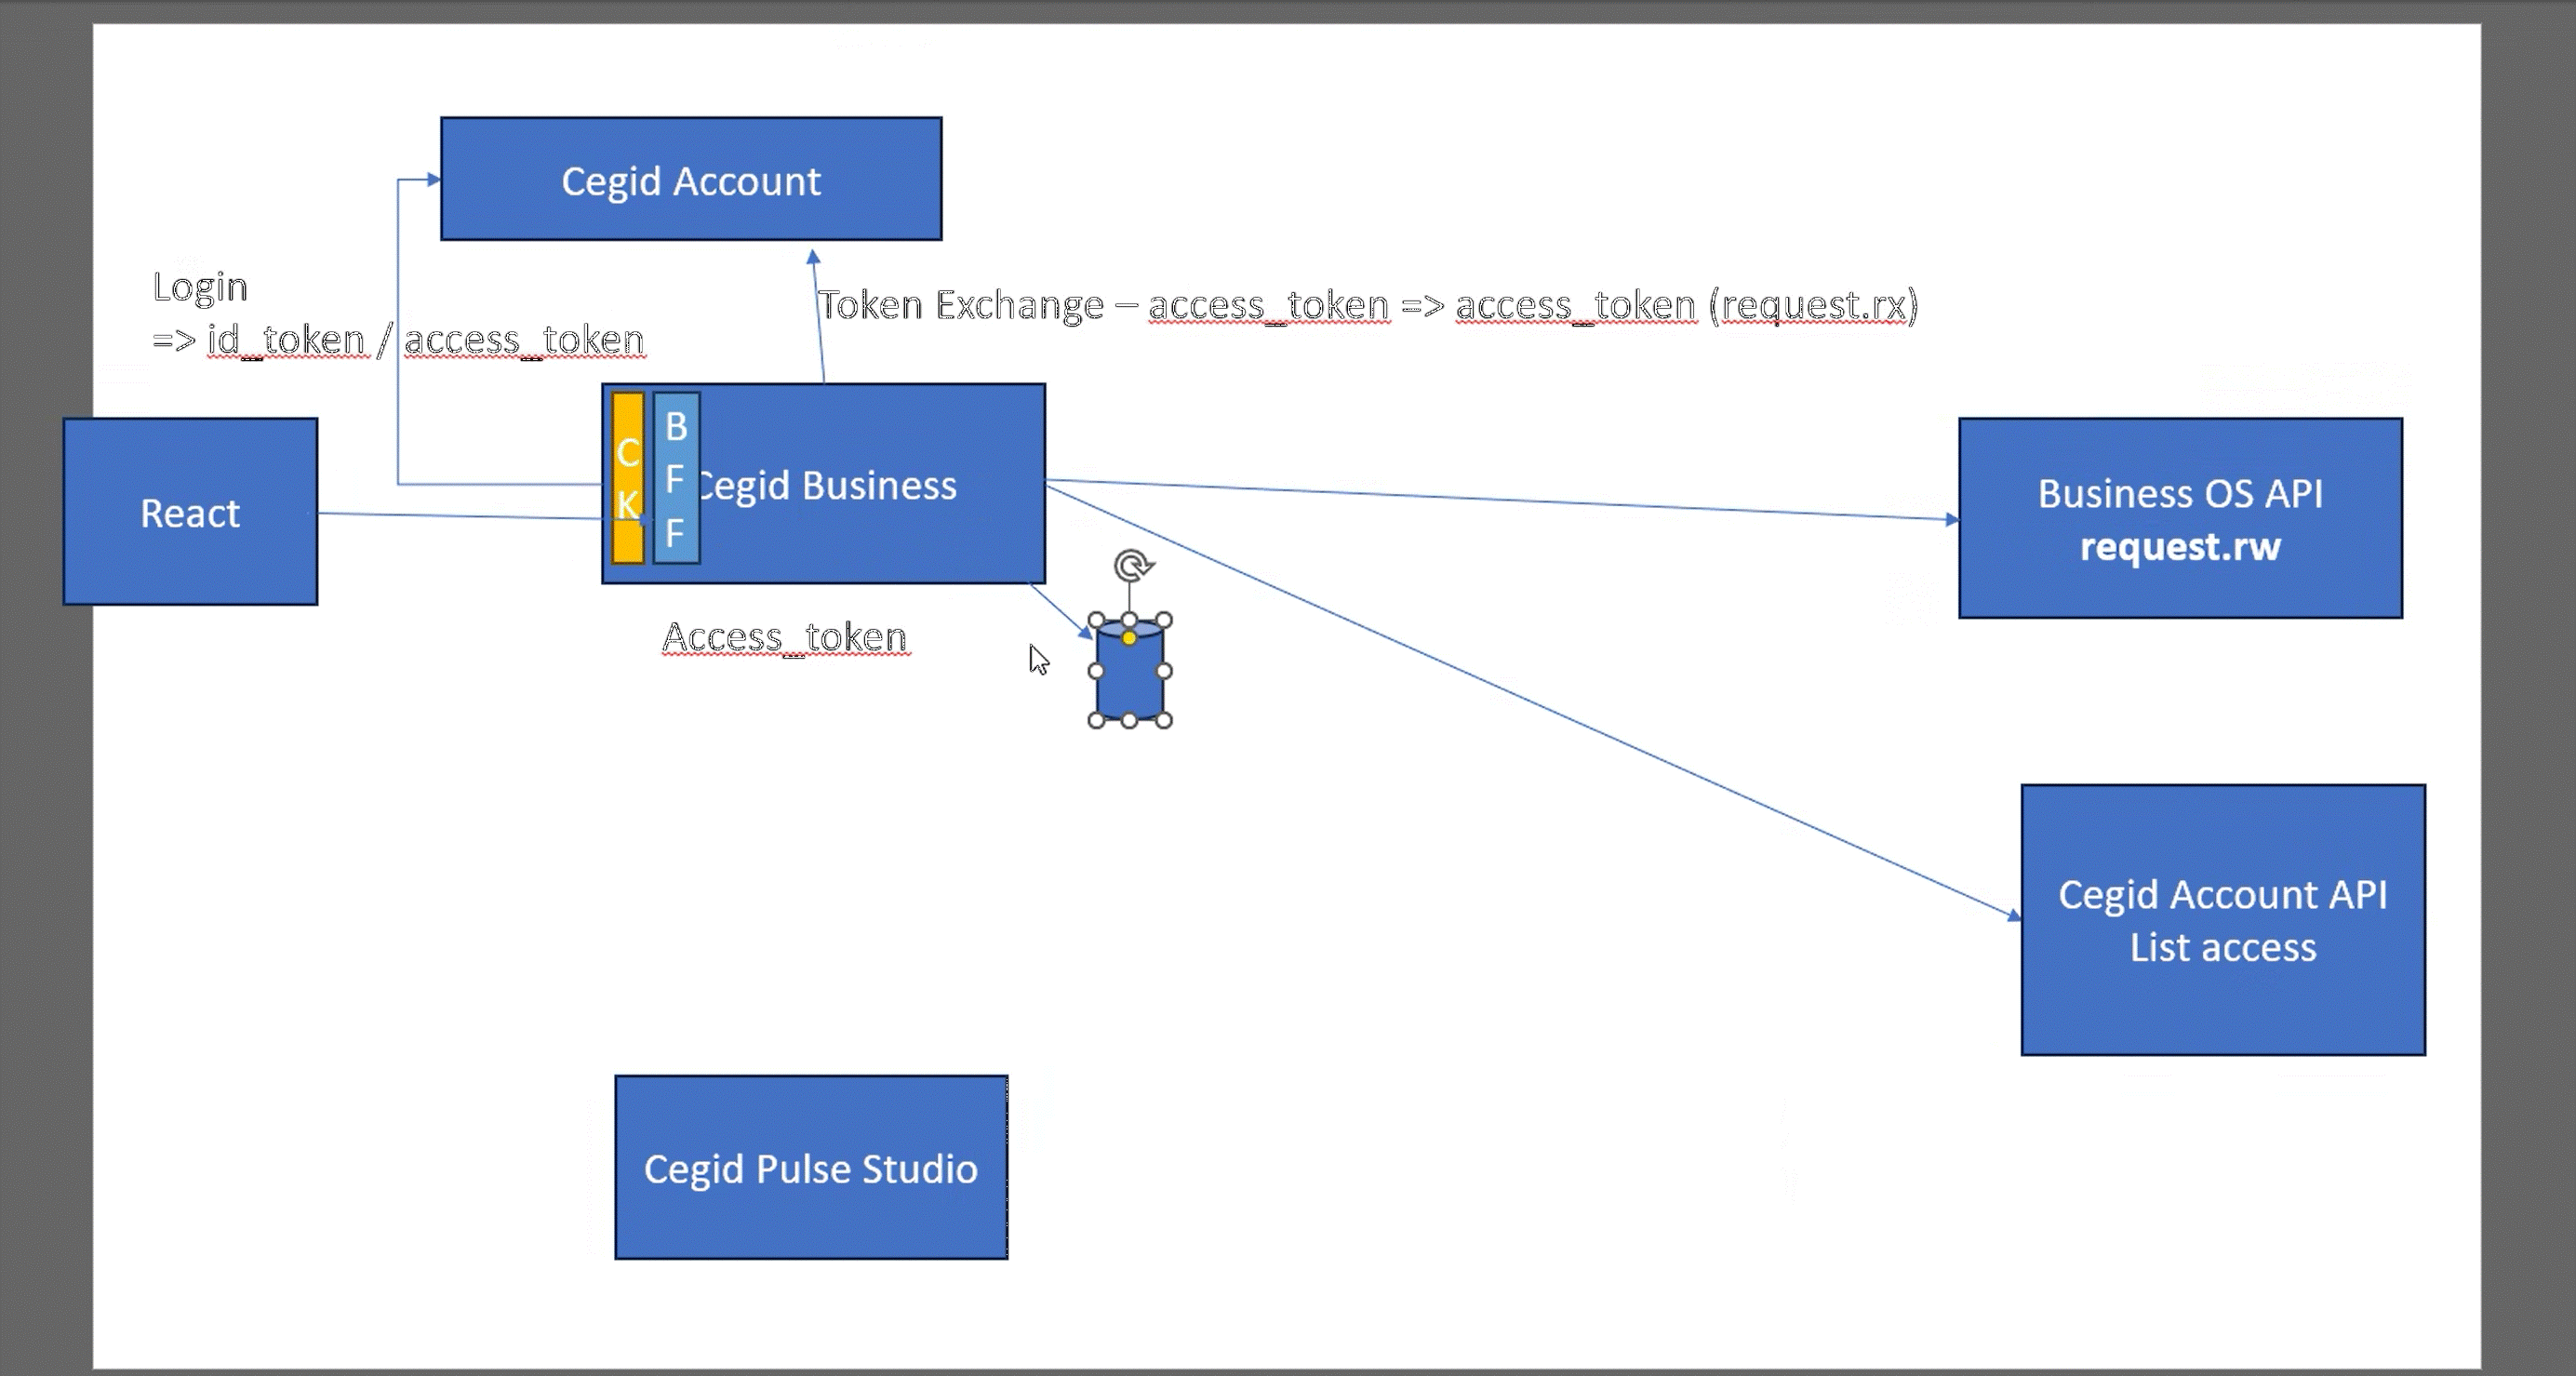 Cegid Account
Login
=> id_token / access_token
Token Exchange – access_token => access_token (request.rx)
React
C
K
B
F
F
Cegid Business
Business OS API
request.rw
Access_token
Cegid Account API
List access
Cegid Pulse Studio